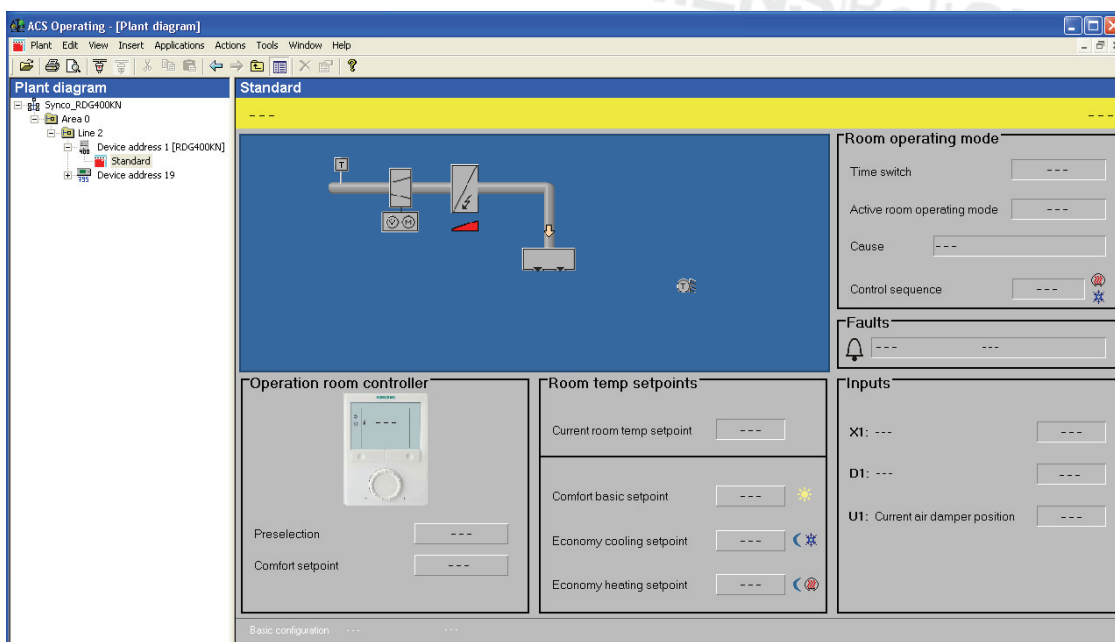 ACS Operating - [Plant diagram]
Plant Edit View Insert Applications Actions Tools Window Help
Plant diagram
Standard
Synco_RDG400KN
Area 0
Line 2
Device address 1 [RDG400KN]
Standard
Device address 19
--- ---
T
V M
T
Room operating mode
Time switch ---
Active room operating mode ---
Cause ---
Control sequence ---
Faults
--- ---
Operation room controller
SIEMENS
---
Preselection ---
Comfort setpoint ---
Room temp setpoints
Current room temp setpoint ---
Comfort basic setpoint ---
Economy cooling setpoint ---
Economy heating setpoint ---
Inputs
X1: --- ---
D1: --- ---
U1: Current air damper position ---
Basic configuration --- ---